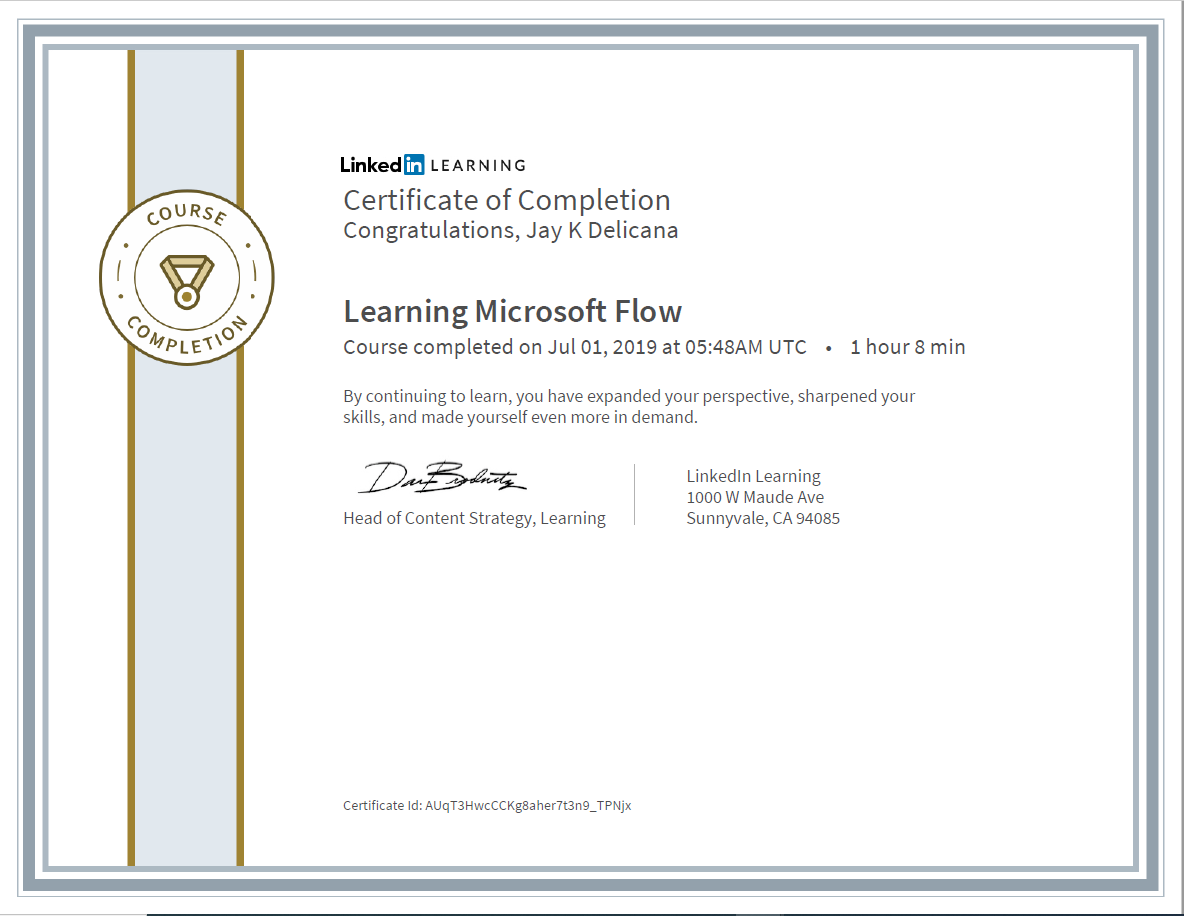 COURSE
COMPLETION
Linked in LEARNING
Certificate of Completion
Congratulations, Jay K Delicana
Learning Microsoft Flow
Course completed on Jul 01, 2019 at 05:48AM UTC • 1 hour 8 min
By continuing to learn, you have expanded your perspective, sharpened your
skills, and made yourself even more in demand.
Head of Content Strategy, Learning
LinkedIn Learning
1000 W Maude Ave
Sunnyvale, CA 94085
Certificate Id: AUqT3HwcCCKg8aher7t3n9_TPNjx